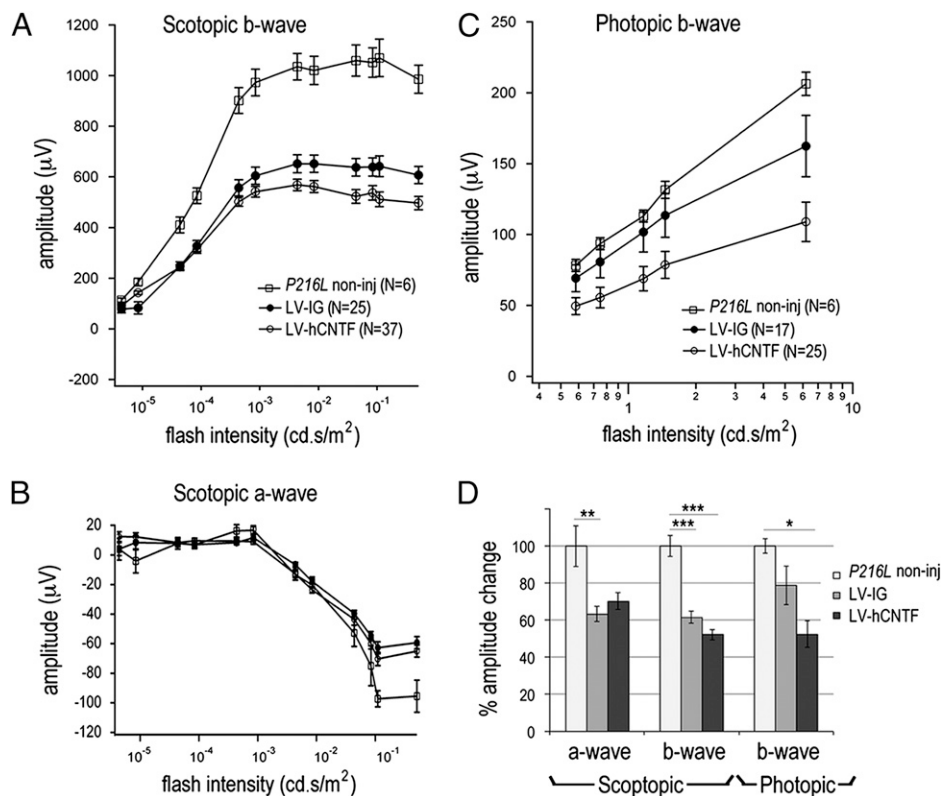 A
Scotopic b-wave
1200
1000
800
600
400
200
0
-200
amplitude (μV)
P216L non-inj (N=6)
LV-IG (N=25)
LV-hCNTF (N=37)
10⁻⁵ 10⁻⁴ 10⁻³ 10⁻² 10⁻¹
flash intensity (cd.s/m²)
C
Photopic b-wave
250
200
150
100
50
0
amplitude (μV)
P216L non-inj (N=6)
LV-IG (N=17)
LV-hCNTF (N=25)
4 5 6 7 8 9 1 2 3 4 5 6 7 8 9 10
flash intensity (cd.s/m²)
B
Scotopic a-wave
20
0
-20
-40
-60
-80
-100
-120
amplitude (μV)
10⁻⁵ 10⁻⁴ 10⁻³ 10⁻² 10⁻¹
flash intensity (cd.s/m²)
D
120
100
80
60
40
20
0
% amplitude change
** *** *** *
P216L non-inj
LV-IG
LV-hCNTF
a-wave b-wave b-wave
Scoptopic Photopic